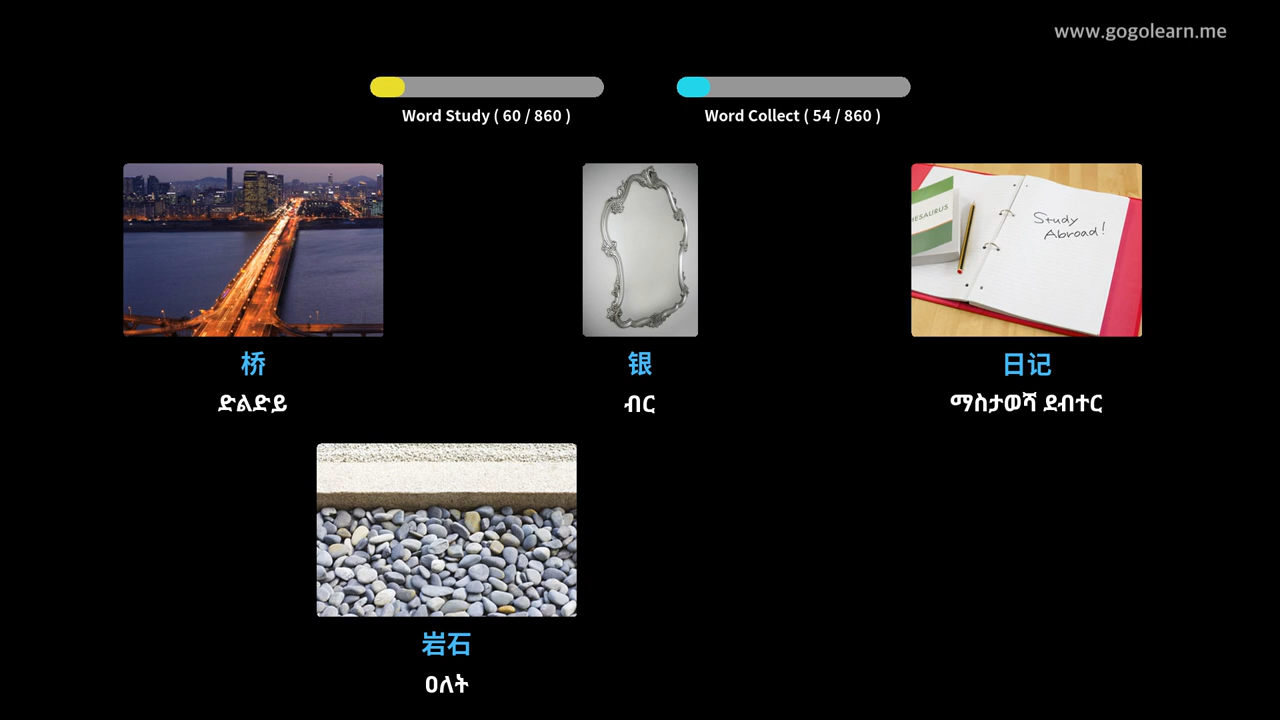 www.gogolearn.me
Word Study ( 60 / 860 )
Word Collect ( 54 / 860 )
THESAURUS
Study
Abroad!
桥
ድልድይ
银
ብር
日记
ማስታወሻ ደብተር
岩石
ዐለት